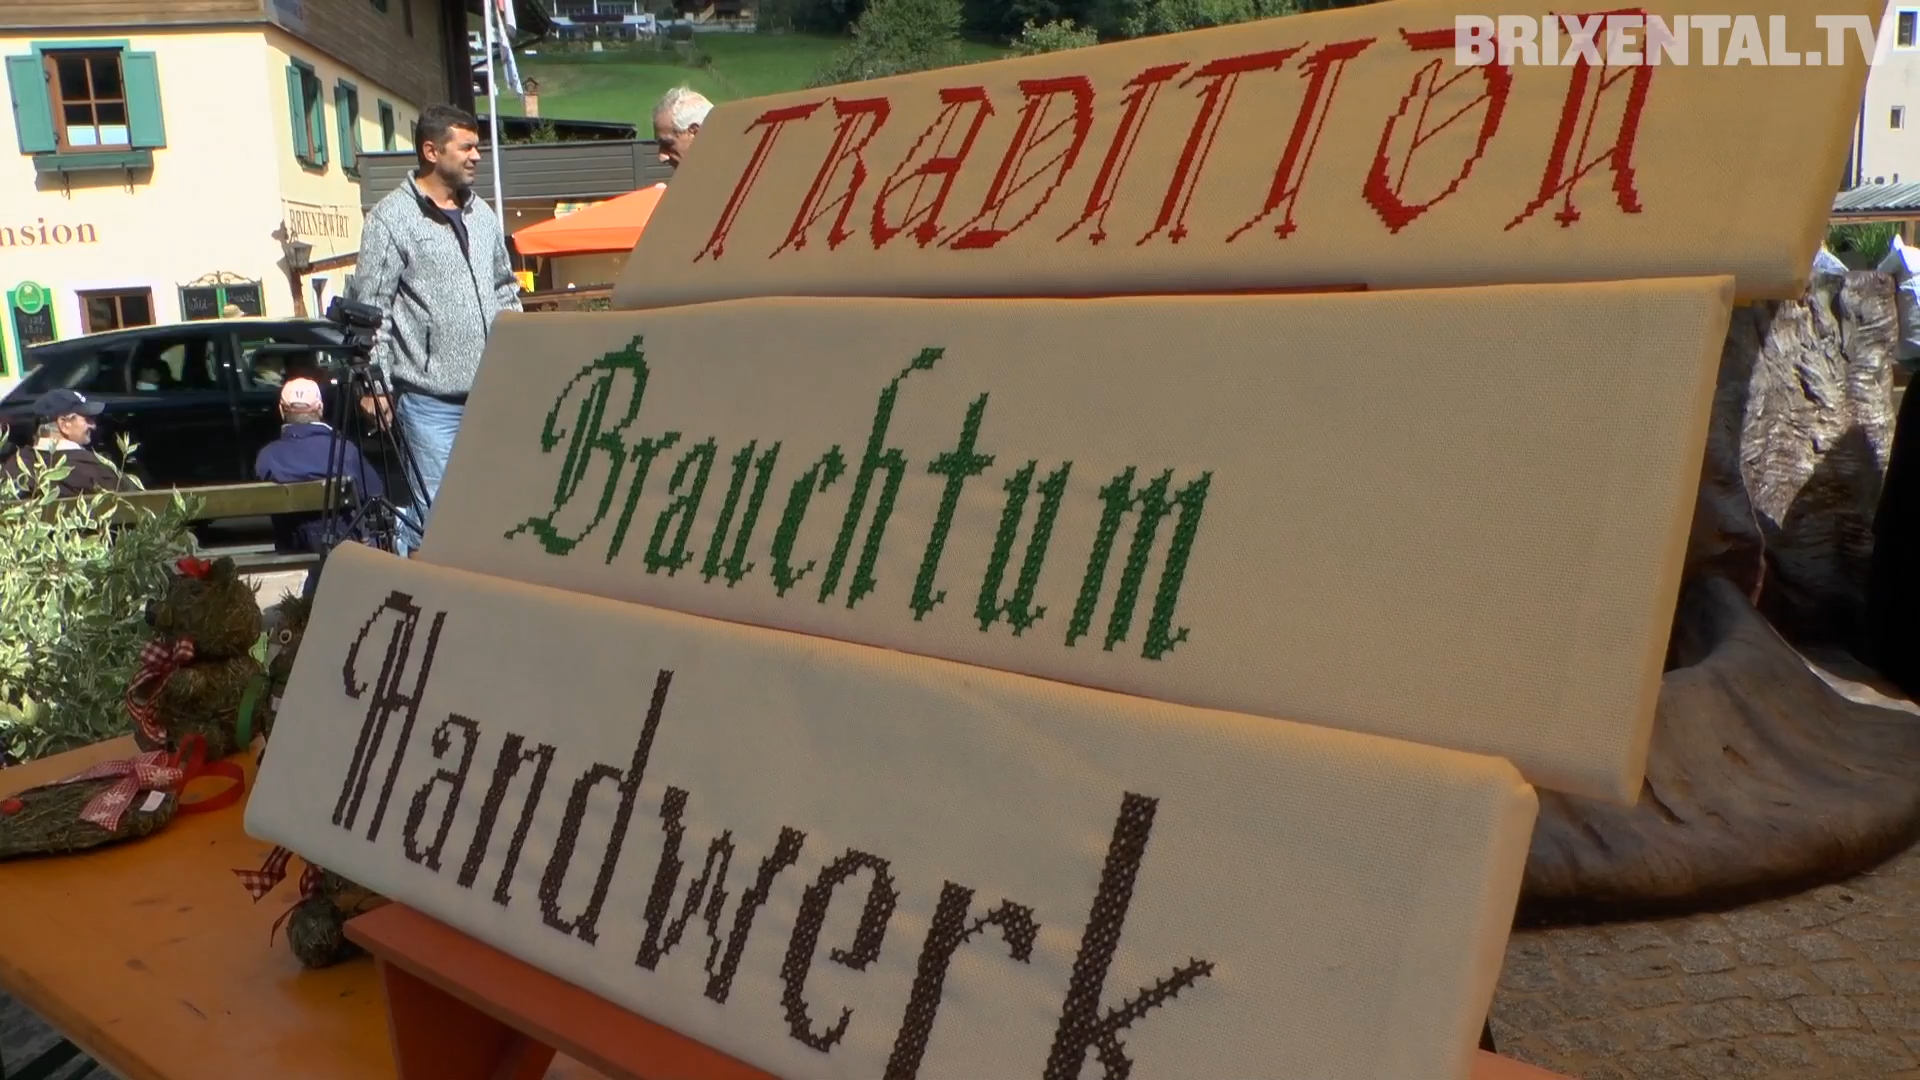 BRIXENTAL.TV
TRADITION
Brauchtum
Handwerk
nsion
BRIXNERWIRT